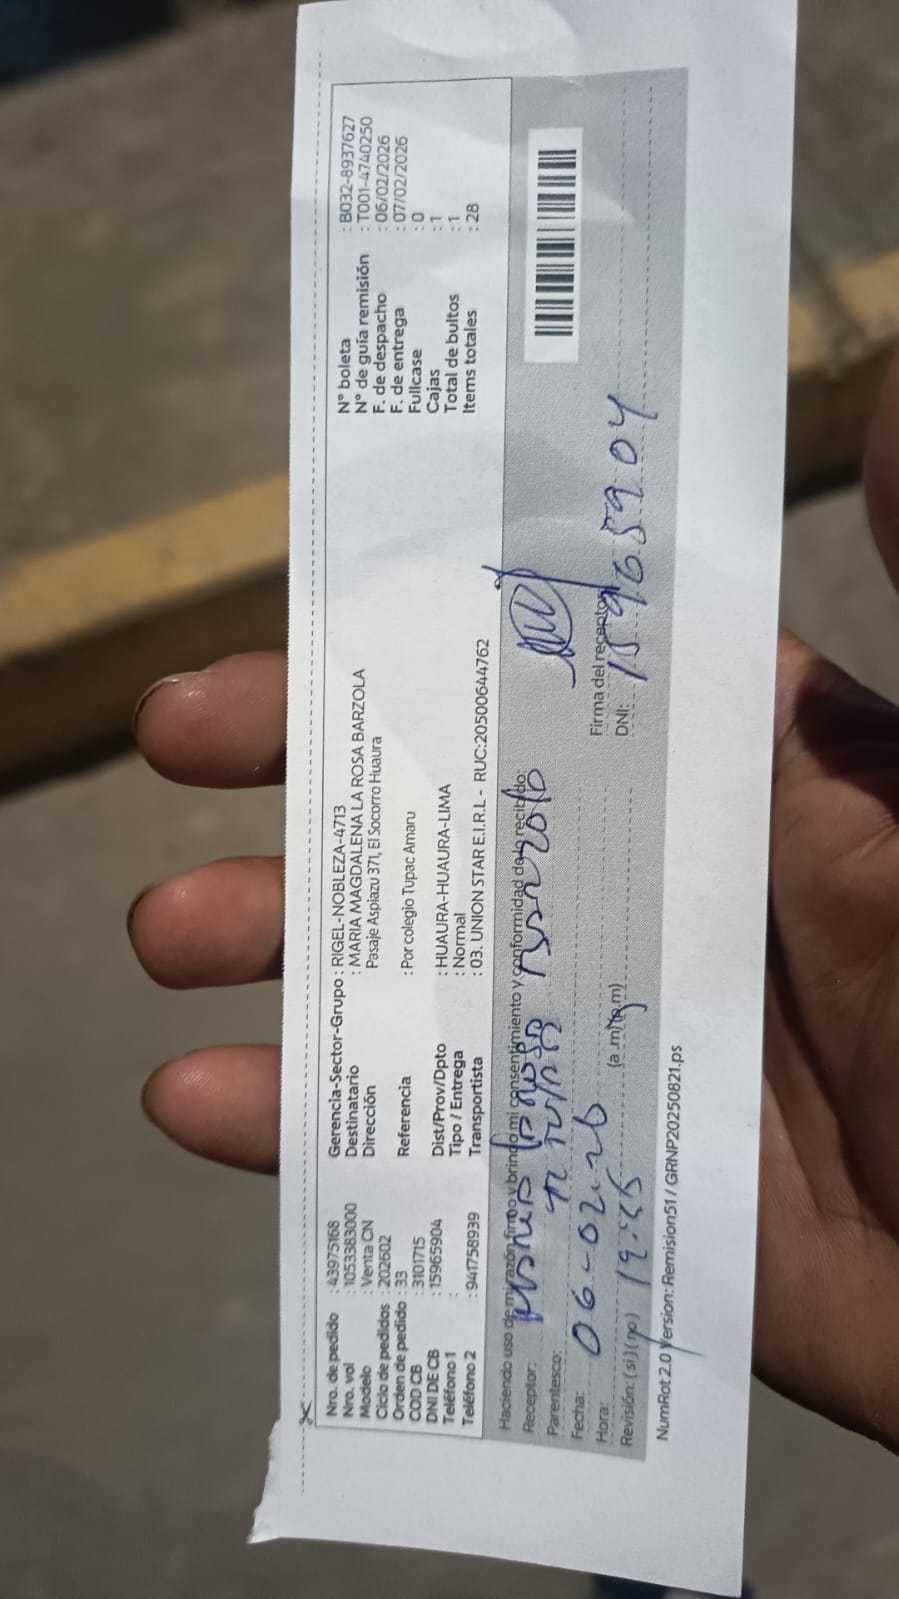 Nro. de pedido : 43975168
Nro. vol : 1053383000
Modelo : Venta CN
Ciclo de pedidos : 202602
Orden de pedido : 33
COD CB : 3101715
DNI DE CB : 15965904
Teléfono 1 :
Teléfono 2 : 941758939
Gerencia-Sector-Grupo : RIGEL-NOBLEZA-4713
Destinatario : MARIA MAGDALENA LA ROSA BARZOLA
Dirección Pasaje Aspiazu 371, El Socorro Huaura
Referencia : Por colegio Tupac Amaru
Dist/Prov/Dpto : HUAURA-HUAURA-LIMA
Tipo / Entrega : Normal
Transportista : 03. UNION STAR E.I.R.L - RUC:20500644762
N° boleta : B032-8937627
N° de guía remisión : T001-4740250
F. de despacho : 06/02/2026
F. de entrega : 07/02/2026
Fullcase : 0
Cajas : 1
Total de bultos : 1
Items totales : 28
Haciendo uso de mi razón firmo y brindo mi consentimiento y conformidad de lo recibido:
Receptor:
Parentesco:
Fecha: 06-02-26
Hora: (a.m)(p.m)
Revisión: (si) (no)
Firma del receptor
DNI: 15965904
NumRot 2.0 Version: Remision51 / GRNP20250821.ps